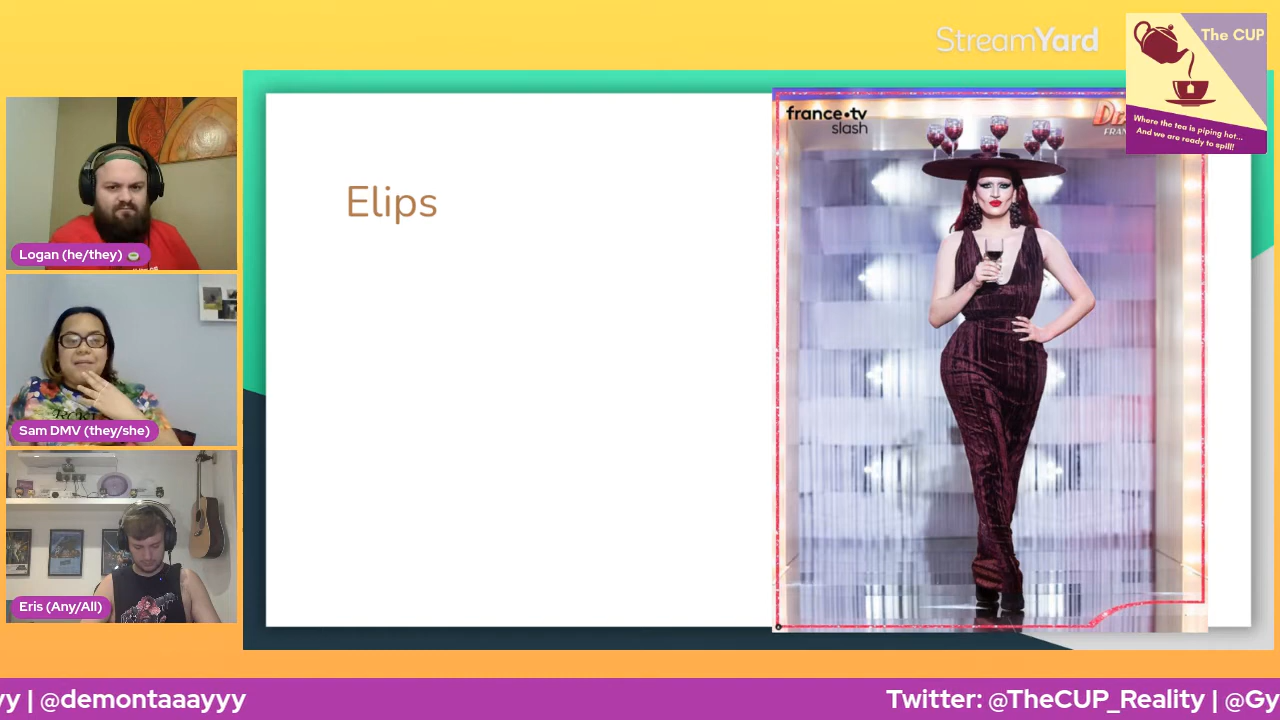 StreamYard
The CUP
Where the tea is piping hot...
And we are ready to spill!
france•tv
slash
Elips
Logan (he/they)
Sam DMV (they/she)
Eris (Any/All)
yy | @demontaaayyy
Twitter: @TheCUP_Reality | @Gy